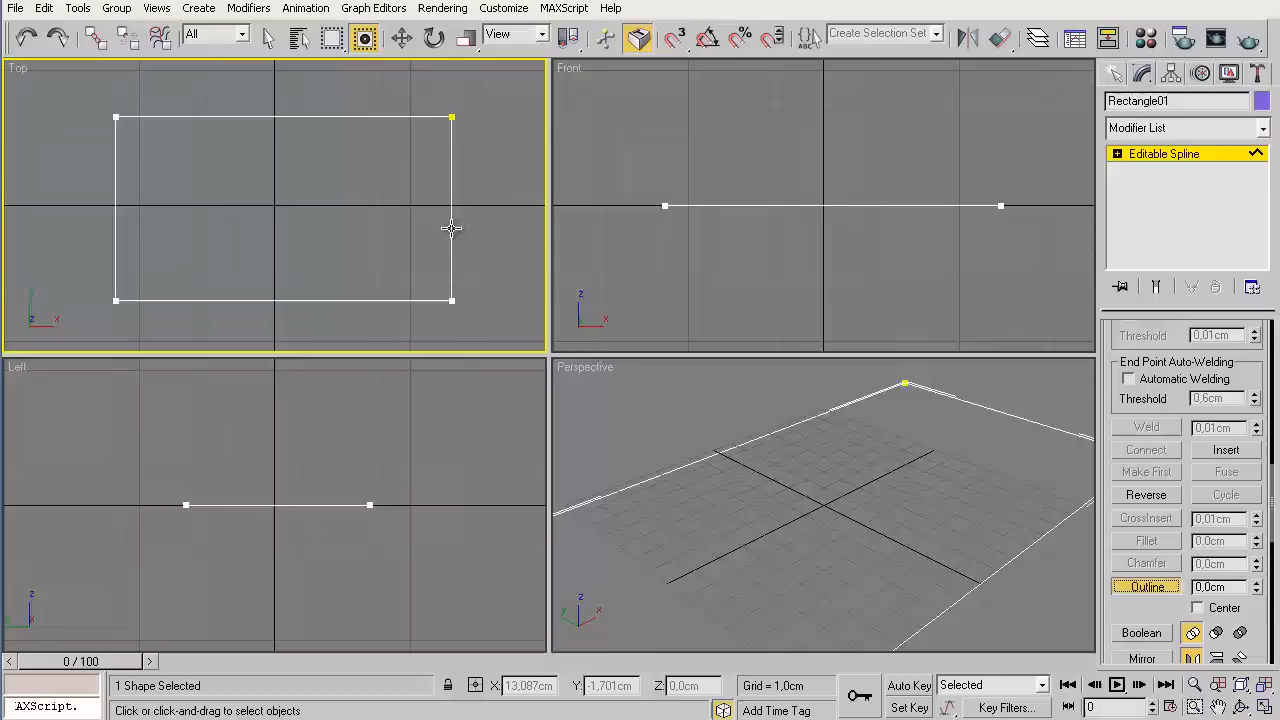 File Edit Tools Group Views Create Modifiers Animation Graph Editors Rendering Customize MAXScript Help
All View Create Selection Set
Top
Front
Left
Perspective
Rectangle01
Modifier List
Editable Spline
Threshold 0,01cm
End Point Auto-Welding
Automatic Welding
Threshold 0,6cm
Weld 0,01cm
Connect Insert
Make First Fuse
Reverse Cycle
CrossInsert 0,01cm
Fillet 0,0cm
Chamfer 0,0cm
Outline 0,0cm
Center
Boolean
Mirror
0 / 100
1 Shape Selected X: 13,087cm Y: -1,701cm Z: 0,0cm Grid = 1,0cm Auto Key Selected
AXScript. Click or click-and-drag to select objects Add Time Tag Set Key Key Filters... 0